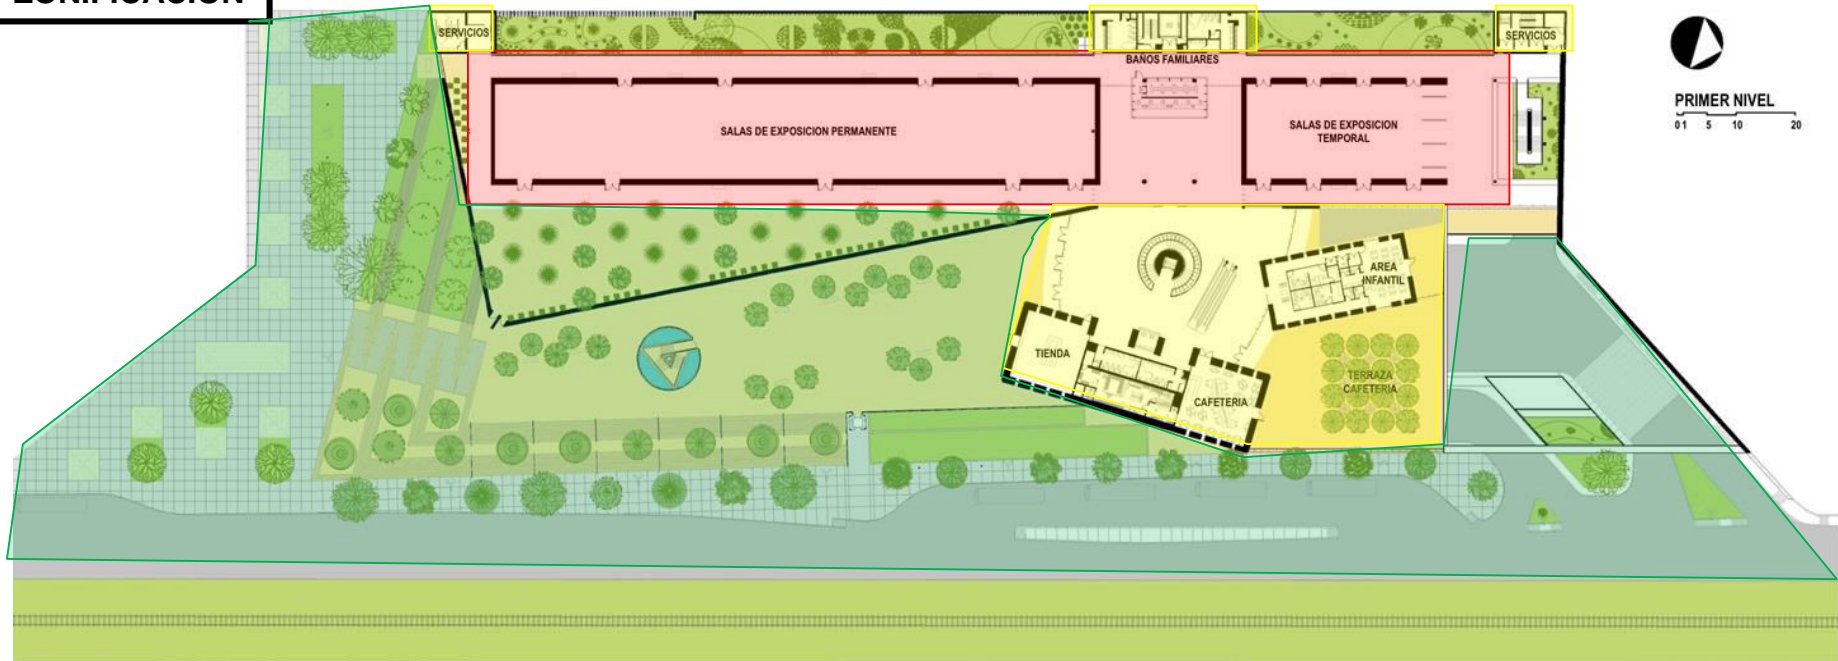 ZONIFICACIÓN
SERVICIOS
BAÑOS FAMILIARES
SERVICIOS
PRIMER NIVEL
0 1 5 10 20
SALAS DE EXPOSICION PERMANENTE
SALAS DE EXPOSICION
TEMPORAL
AREA
INFANTIL
TIENDA
TERRAZA
CAFETERIA
CAFETERIA